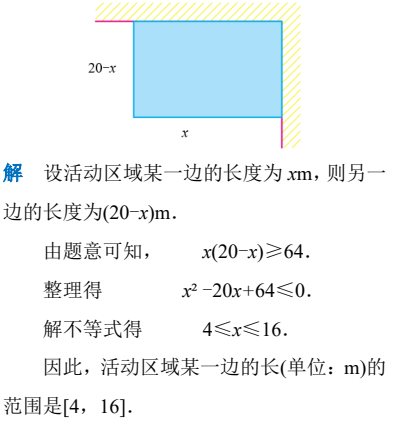 20-x
x
解 设活动区域某一边的长度为 xm，则另一
边的长度为(20-x)m．
由题意可知， x(20-x)≥64．
整理得 x² -20x+64≤0．
解不等式得 4≤x≤16．
因此，活动区域某一边的长(单位：m)的
范围是[4，16]．